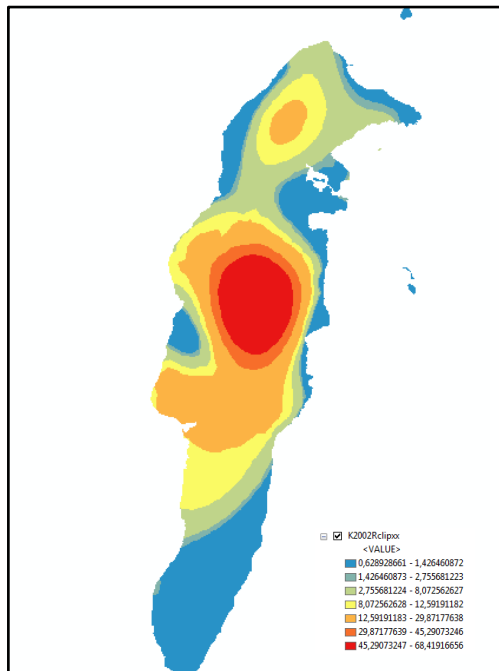 K2002Rclipxx
<VALUE>
0,628928661 - 1,426460872
1,426460873 - 2,755681223
2,755681224 - 8,072562627
8,072562628 - 12,59191182
12,59191183 - 29,87177638
29,87177639 - 45,29073246
45,29073247 - 68,41916656